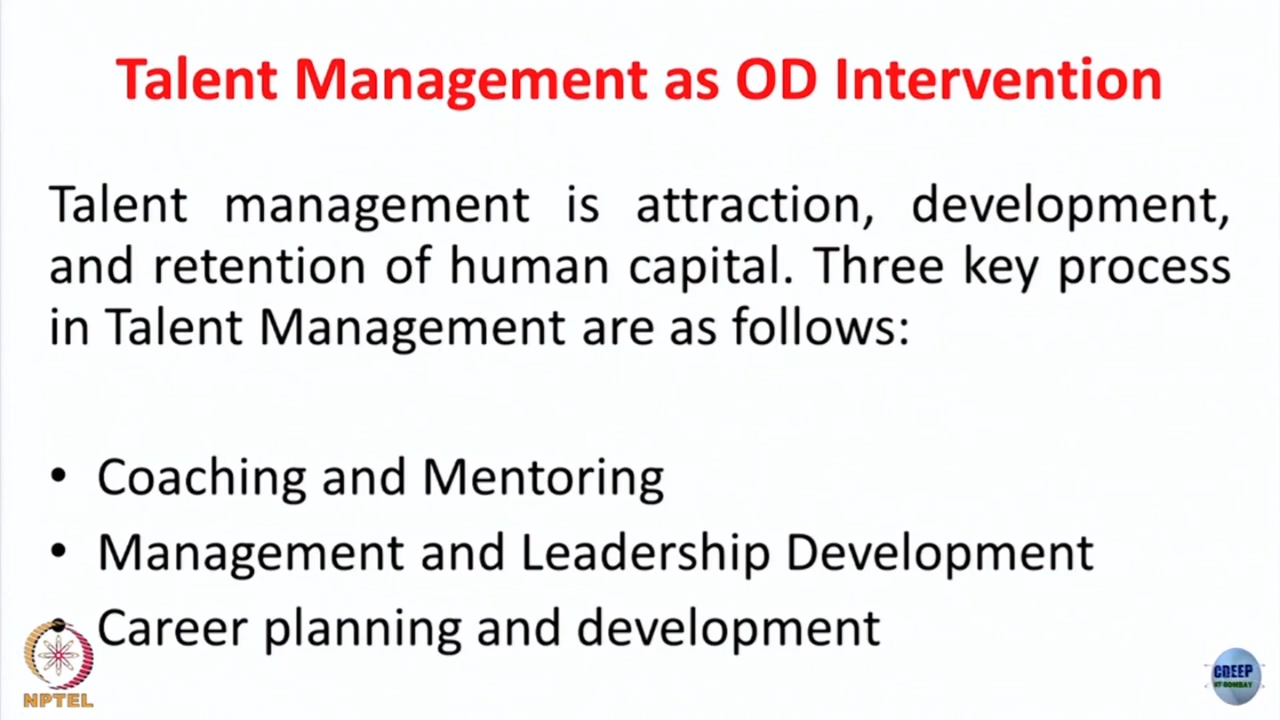 Talent Management as OD Intervention
Talent management is attraction, development,
and retention of human capital. Three key process
in Talent Management are as follows:
• Coaching and Mentoring
• Management and Leadership Development
• Career planning and development
NPTEL
CDEEP
IIT BOMBAY